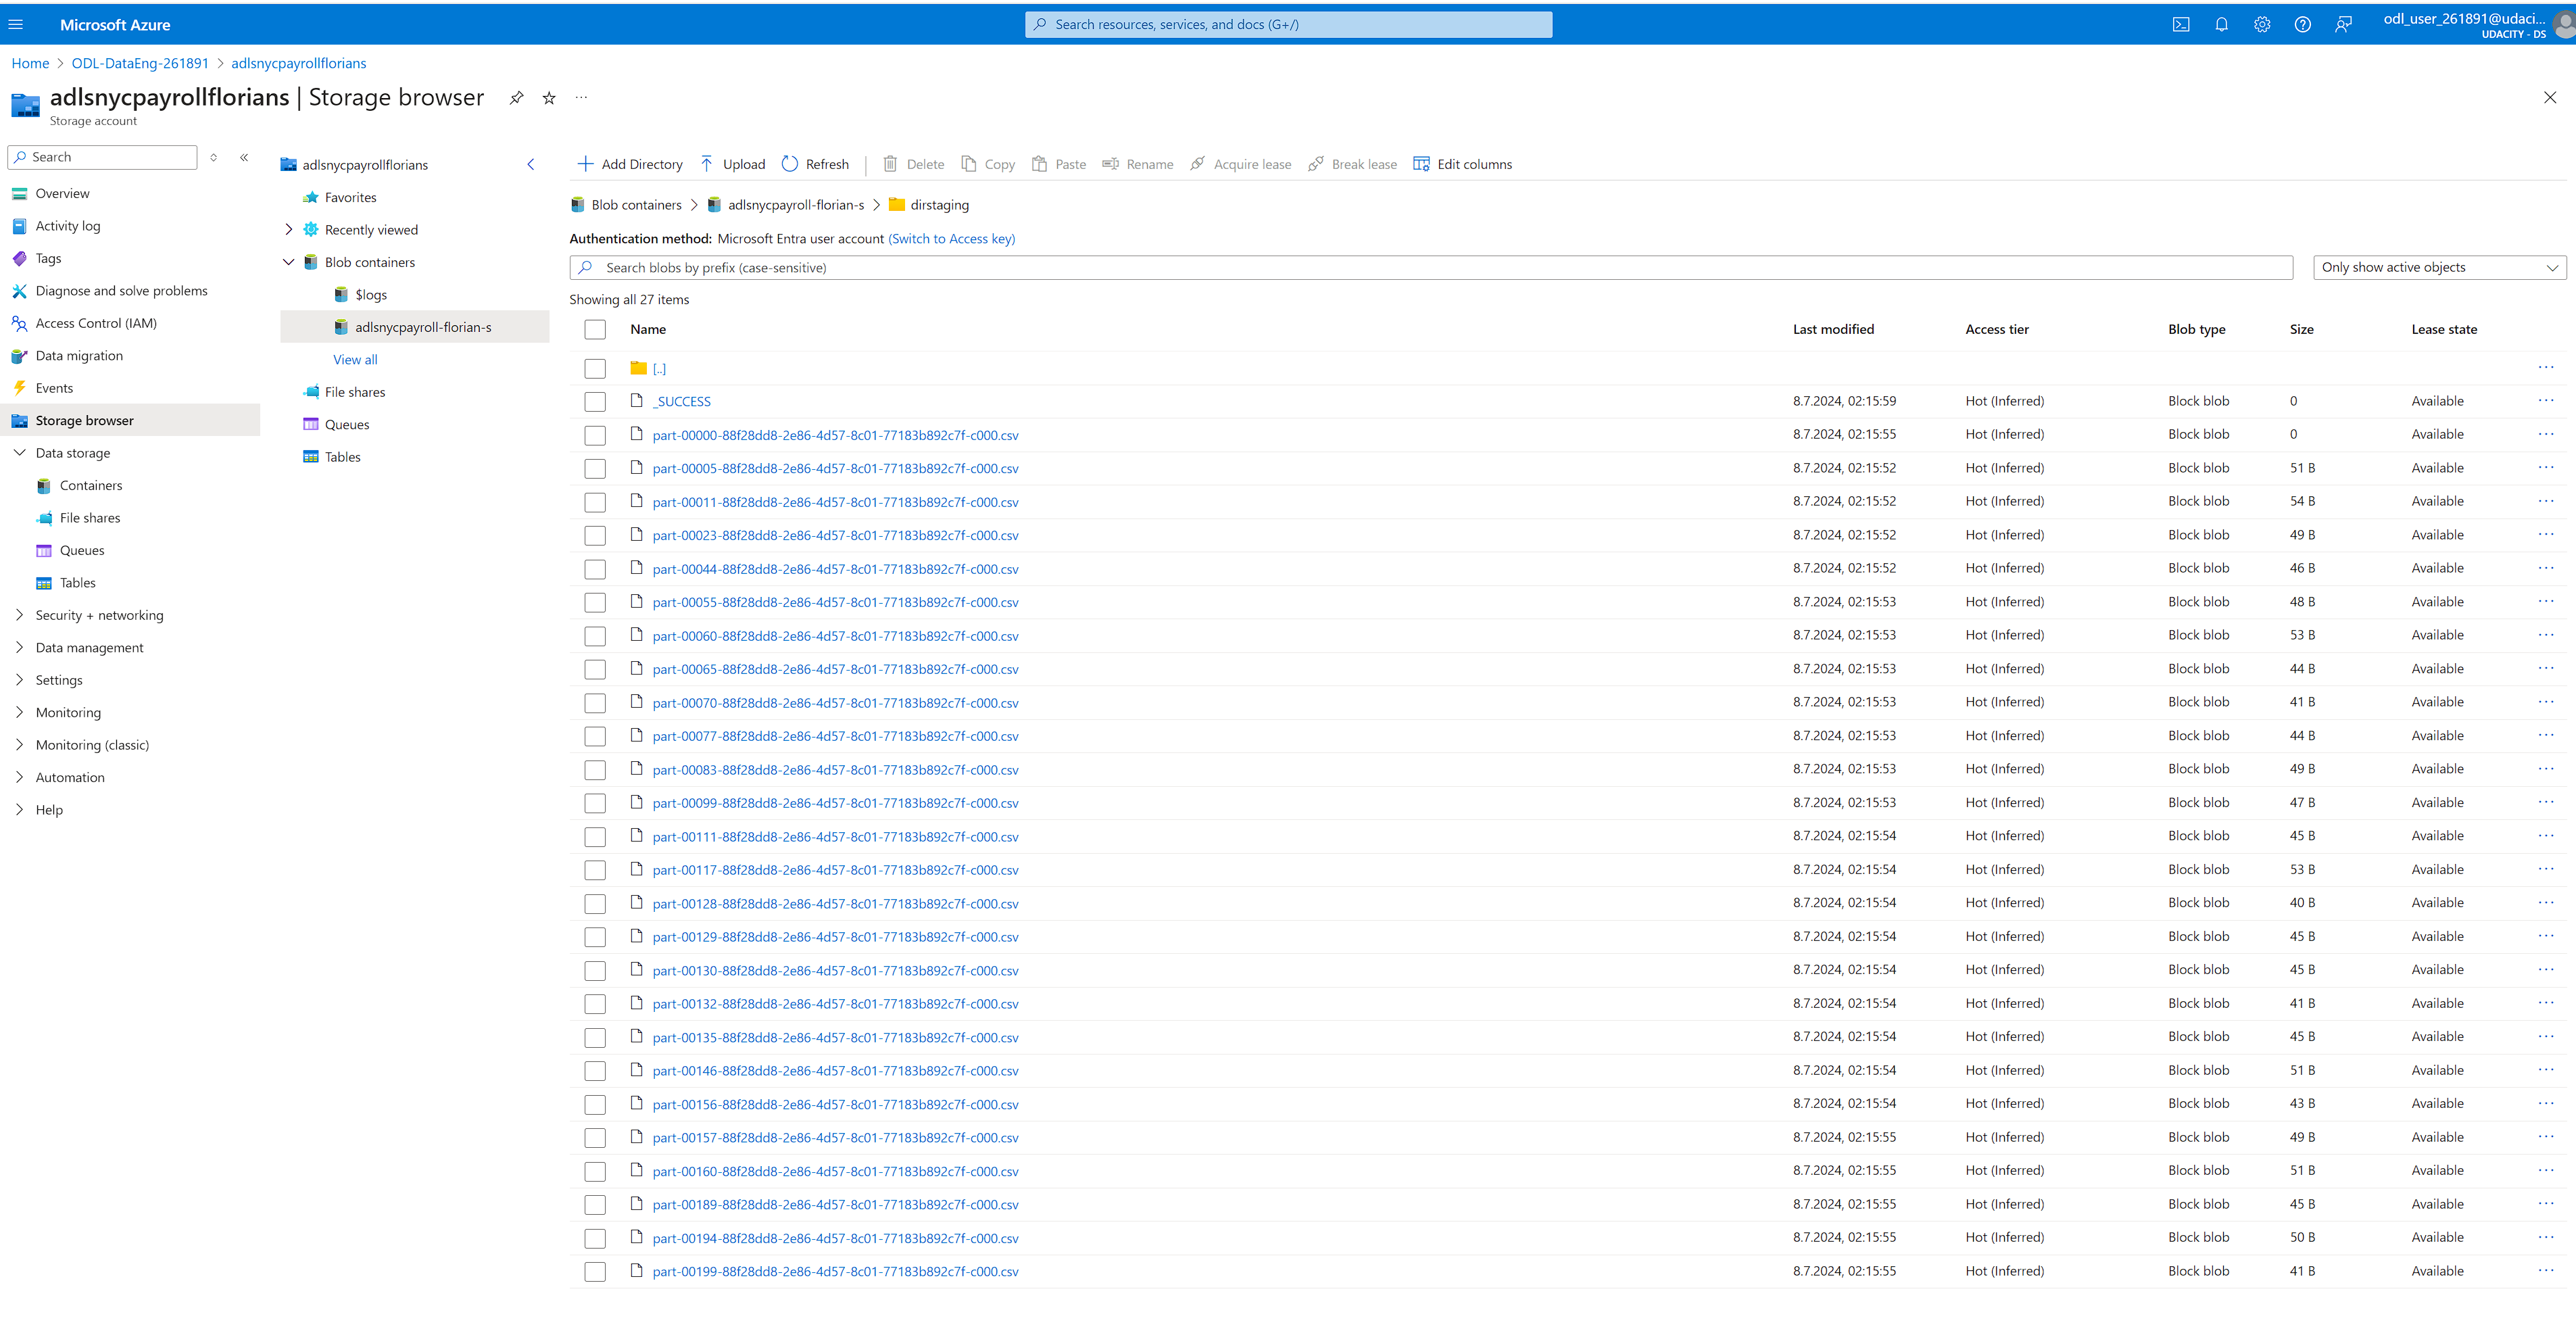 Microsoft Azure
Search resources, services, and docs (G+/)
odl_user_261891@udaci...
UDACITY - DS
Home > ODL-DataEng-261891 > adlsnycpayrollflorians
adlsnycpayrollflorians | Storage browser
Storage account
Search
Overview
Activity log
Tags
Diagnose and solve problems
Access Control (IAM)
Data migration
Events
Storage browser
Data storage
Containers
File shares
Queues
Tables
Security + networking
Data management
Settings
Monitoring
Monitoring (classic)
Automation
Help
adlsnycpayrollflorians
Favorites
Recently viewed
Blob containers
$logs
adlsnycpayroll-florian-s
View all
File shares
Queues
Tables
Add Directory Upload Refresh Delete Copy Paste Rename Acquire lease Break lease Edit columns
Blob containers > adlsnycpayroll-florian-s > dirstaging
Authentication method: Microsoft Entra user account (Switch to Access key)
Search blobs by prefix (case-sensitive) Only show active objects
Showing all 27 items
Name Last modified Access tier Blob type Size Lease state
[..]
_SUCCESS 8.7.2024, 02:15:59 Hot (Inferred) Block blob 0 Available
part-00000-88f28dd8-2e86-4d57-8c01-77183b892c7f-c000.csv 8.7.2024, 02:15:55 Hot (Inferred) Block blob 0 Available
part-00005-88f28dd8-2e86-4d57-8c01-77183b892c7f-c000.csv 8.7.2024, 02:15:52 Hot (Inferred) Block blob 51 B Available
part-00011-88f28dd8-2e86-4d57-8c01-77183b892c7f-c000.csv 8.7.2024, 02:15:52 Hot (Inferred) Block blob 54 B Available
part-00023-88f28dd8-2e86-4d57-8c01-77183b892c7f-c000.csv 8.7.2024, 02:15:52 Hot (Inferred) Block blob 49 B Available
part-00044-88f28dd8-2e86-4d57-8c01-77183b892c7f-c000.csv 8.7.2024, 02:15:52 Hot (Inferred) Block blob 46 B Available
part-00055-88f28dd8-2e86-4d57-8c01-77183b892c7f-c000.csv 8.7.2024, 02:15:53 Hot (Inferred) Block blob 48 B Available
part-00060-88f28dd8-2e86-4d57-8c01-77183b892c7f-c000.csv 8.7.2024, 02:15:53 Hot (Inferred) Block blob 53 B Available
part-00065-88f28dd8-2e86-4d57-8c01-77183b892c7f-c000.csv 8.7.2024, 02:15:53 Hot (Inferred) Block blob 44 B Available
part-00070-88f28dd8-2e86-4d57-8c01-77183b892c7f-c000.csv 8.7.2024, 02:15:53 Hot (Inferred) Block blob 41 B Available
part-00077-88f28dd8-2e86-4d57-8c01-77183b892c7f-c000.csv 8.7.2024, 02:15:53 Hot (Inferred) Block blob 44 B Available
part-00083-88f28dd8-2e86-4d57-8c01-77183b892c7f-c000.csv 8.7.2024, 02:15:53 Hot (Inferred) Block blob 49 B Available
part-00099-88f28dd8-2e86-4d57-8c01-77183b892c7f-c000.csv 8.7.2024, 02:15:53 Hot (Inferred) Block blob 47 B Available
part-00111-88f28dd8-2e86-4d57-8c01-77183b892c7f-c000.csv 8.7.2024, 02:15:54 Hot (Inferred) Block blob 45 B Available
part-00117-88f28dd8-2e86-4d57-8c01-77183b892c7f-c000.csv 8.7.2024, 02:15:54 Hot (Inferred) Block blob 53 B Available
part-00128-88f28dd8-2e86-4d57-8c01-77183b892c7f-c000.csv 8.7.2024, 02:15:54 Hot (Inferred) Block blob 40 B Available
part-00129-88f28dd8-2e86-4d57-8c01-77183b892c7f-c000.csv 8.7.2024, 02:15:54 Hot (Inferred) Block blob 45 B Available
part-00130-88f28dd8-2e86-4d57-8c01-77183b892c7f-c000.csv 8.7.2024, 02:15:54 Hot (Inferred) Block blob 45 B Available
part-00132-88f28dd8-2e86-4d57-8c01-77183b892c7f-c000.csv 8.7.2024, 02:15:54 Hot (Inferred) Block blob 41 B Available
part-00135-88f28dd8-2e86-4d57-8c01-77183b892c7f-c000.csv 8.7.2024, 02:15:54 Hot (Inferred) Block blob 45 B Available
part-00146-88f28dd8-2e86-4d57-8c01-77183b892c7f-c000.csv 8.7.2024, 02:15:54 Hot (Inferred) Block blob 51 B Available
part-00156-88f28dd8-2e86-4d57-8c01-77183b892c7f-c000.csv 8.7.2024, 02:15:54 Hot (Inferred) Block blob 43 B Available
part-00157-88f28dd8-2e86-4d57-8c01-77183b892c7f-c000.csv 8.7.2024, 02:15:55 Hot (Inferred) Block blob 49 B Available
part-00160-88f28dd8-2e86-4d57-8c01-77183b892c7f-c000.csv 8.7.2024, 02:15:55 Hot (Inferred) Block blob 51 B Available
part-00189-88f28dd8-2e86-4d57-8c01-77183b892c7f-c000.csv 8.7.2024, 02:15:55 Hot (Inferred) Block blob 45 B Available
part-00194-88f28dd8-2e86-4d57-8c01-77183b892c7f-c000.csv 8.7.2024, 02:15:55 Hot (Inferred) Block blob 50 B Available
part-00199-88f28dd8-2e86-4d57-8c01-77183b892c7f-c000.csv 8.7.2024, 02:15:55 Hot (Inferred) Block blob 41 B Available